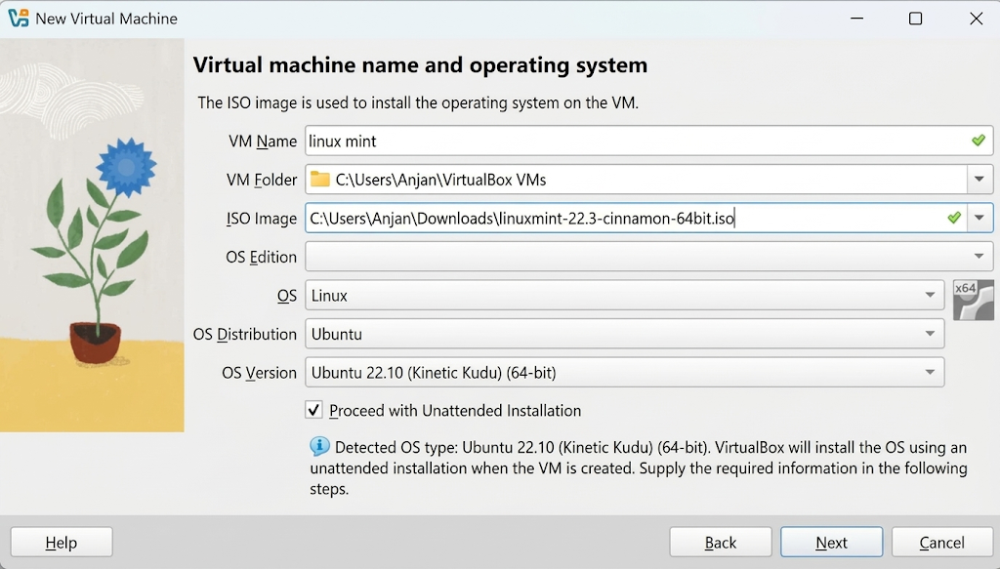 New Virtual Machine
Virtual machine name and operating system
The ISO image is used to install the operating system on the VM.
VM Name linux mint
VM Folder C:\Users\Anjan\VirtualBox VMs
ISO Image C:\Users\Anjan\Downloads\linuxmint-22.3-cinnamon-64bit.iso
OS Edition
OS Linux x64
OS Distribution Ubuntu
OS Version Ubuntu 22.10 (Kinetic Kudu) (64-bit)
Proceed with Unattended Installation
Detected OS type: Ubuntu 22.10 (Kinetic Kudu) (64-bit). VirtualBox will install the OS using an
unattended installation when the VM is created. Supply the required information in the following
steps.
Help Back Next Cancel